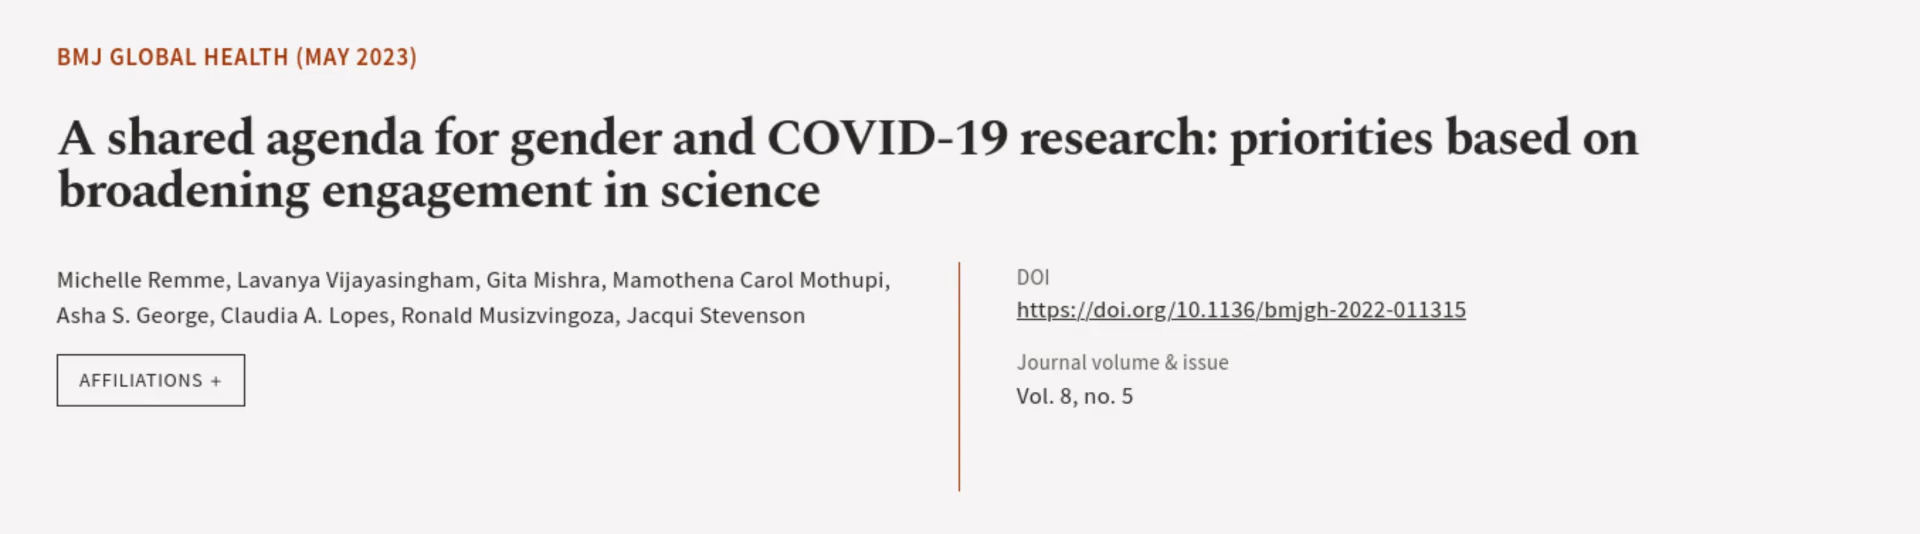 BMJ GLOBAL HEALTH (MAY 2023)
A shared agenda for gender and COVID-19 research: priorities based on
broadening engagement in science
Michelle Remme, Lavanya Vijayasingham, Gita Mishra, Mamothena Carol Mothupi,
Asha S. George, Claudia A. Lopes, Ronald Musizvingoza, Jacqui Stevenson
AFFILIATIONS +
DOI
https://doi.org/10.1136/bmjgh-2022-011315
Journal volume & issue
Vol. 8, no. 5